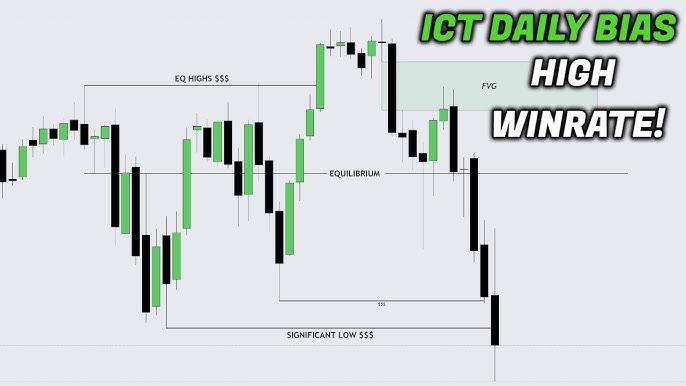 ICT DAILY BIAS
HIGH
WINRATE!
EQ HIGHS $$$
FVG
EQUILIBRIUM
$$$
SIGNIFICANT LOW $$$